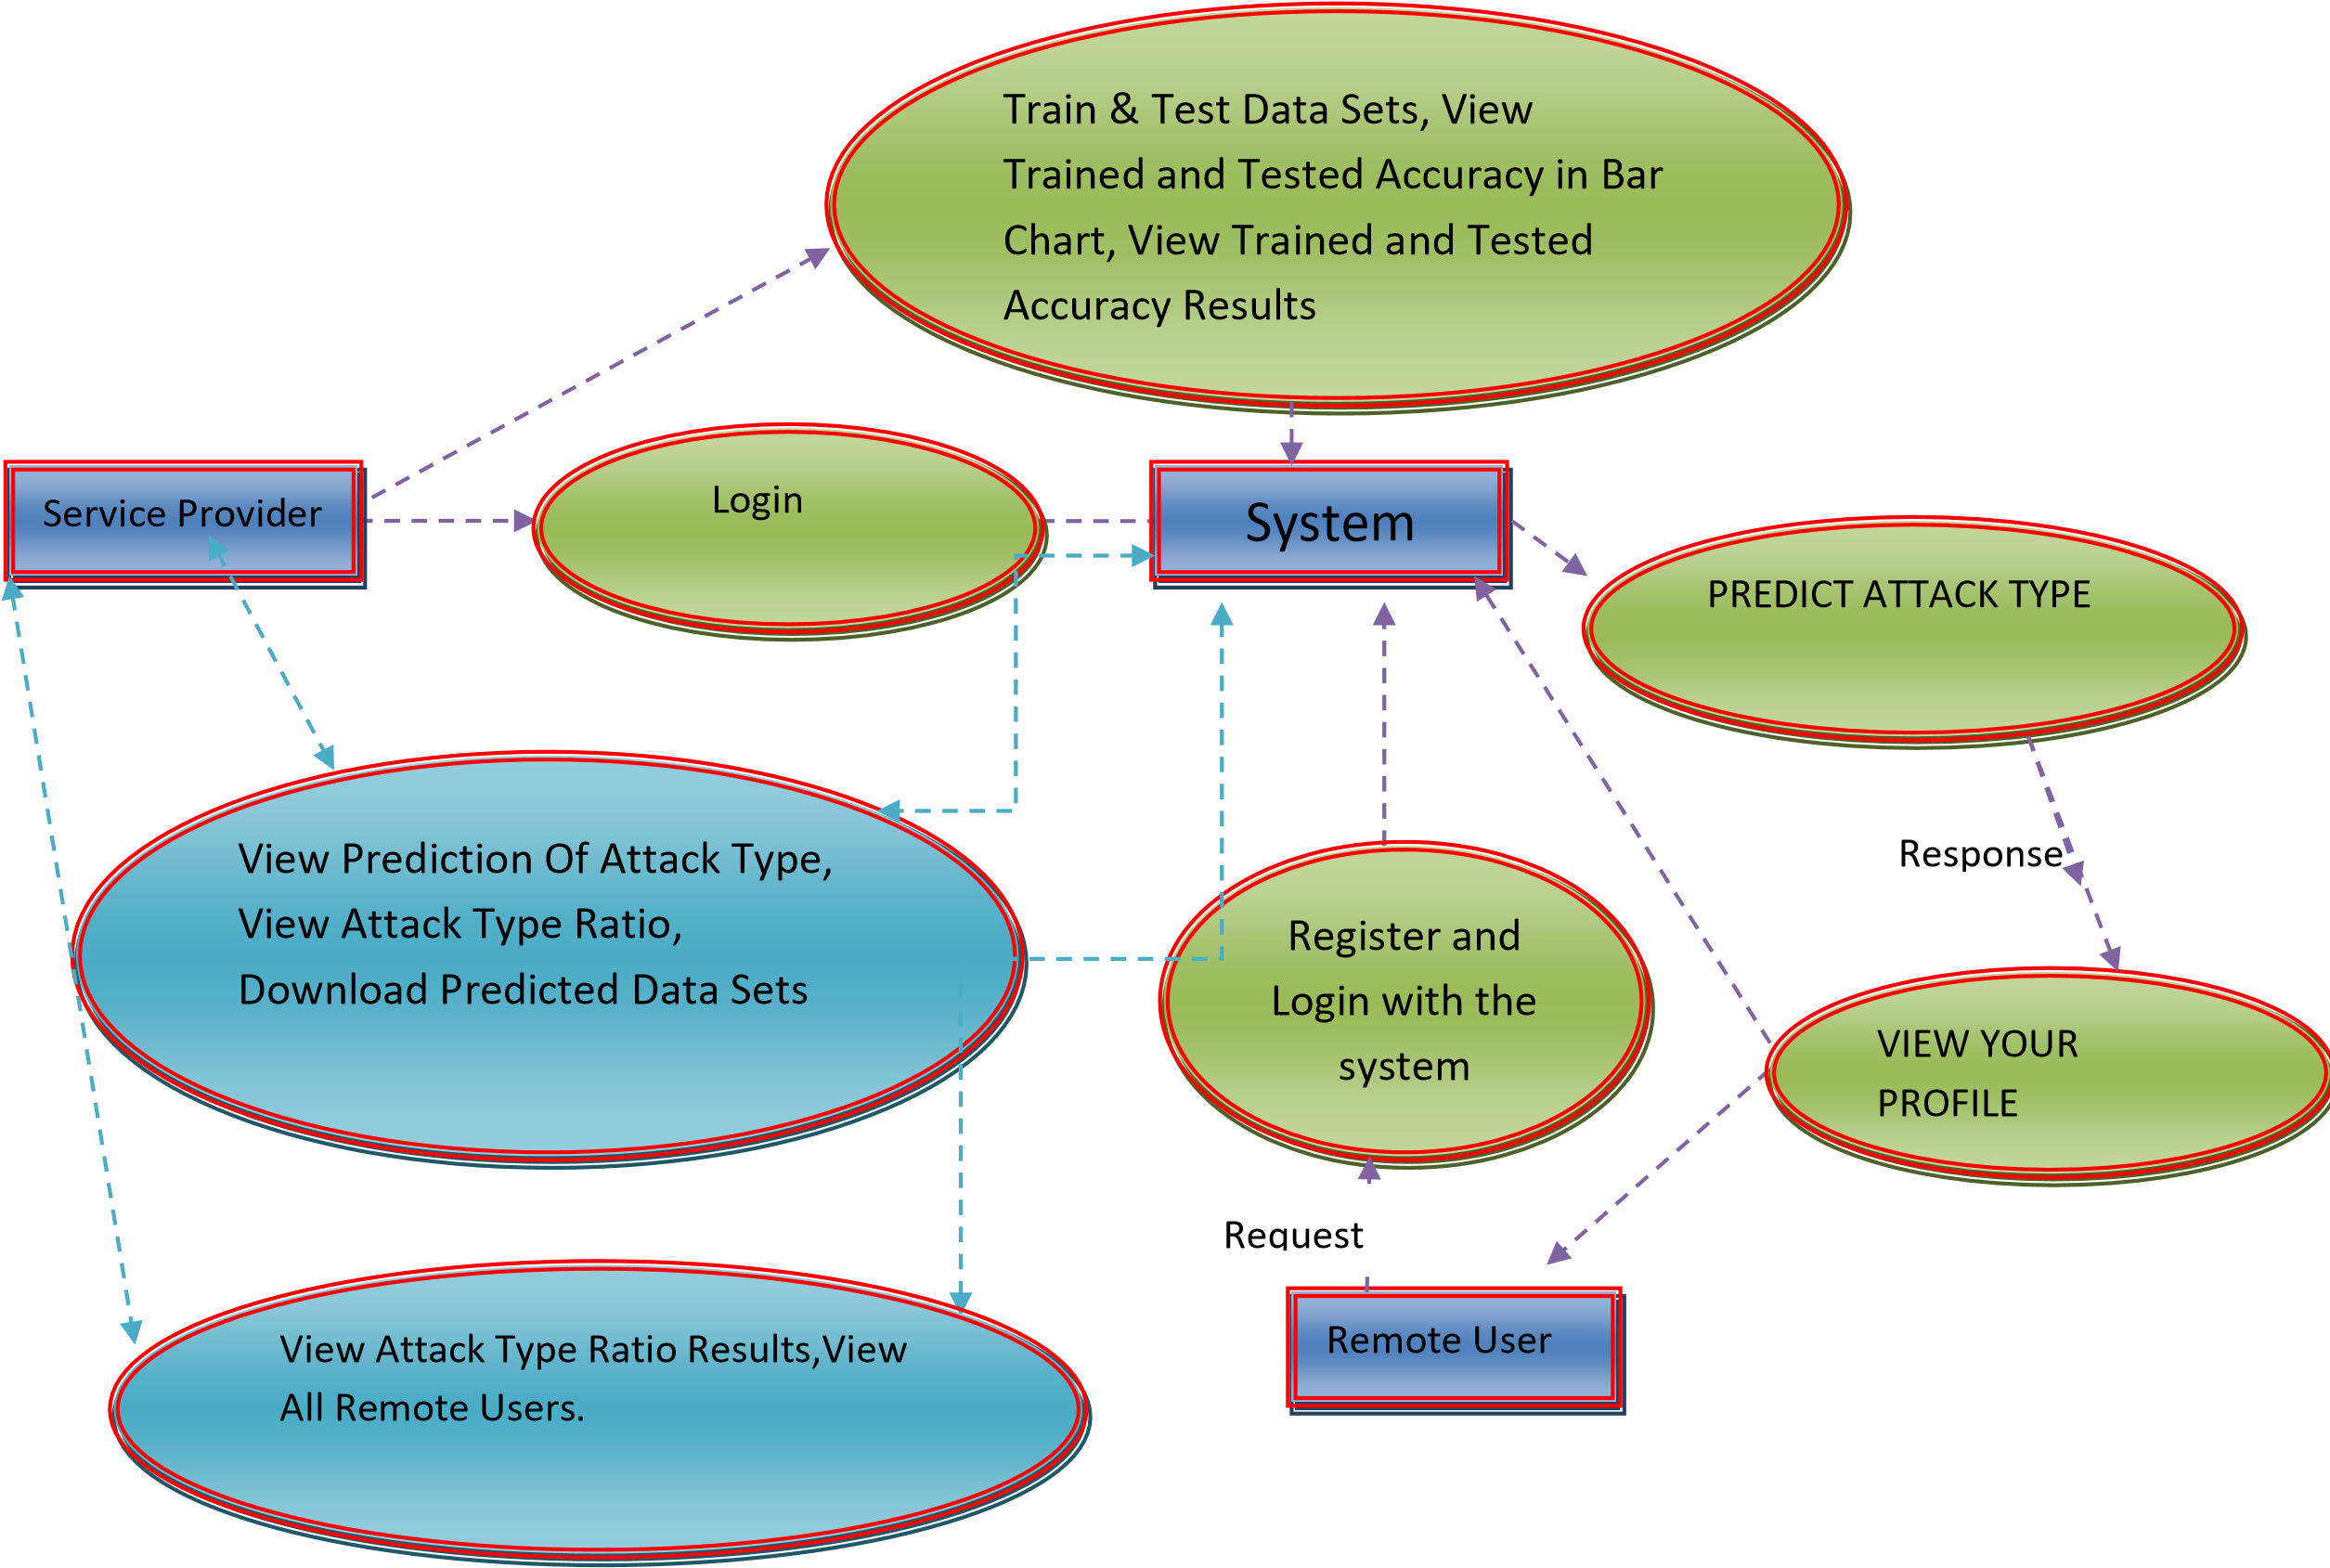 Train & Test Data Sets, View
Trained and Tested Accuracy in Bar
Chart, View Trained and Tested
Accuracy Results
Service Provider
Login
System
PREDICT ATTACK TYPE
View Prediction Of Attack Type,
View Attack Type Ratio,
Download Predicted Data Sets
Response
Register and
Login with the
system
VIEW YOUR
PROFILE
Request
Remote User
View Attack Type Ratio Results,View
All Remote Users.